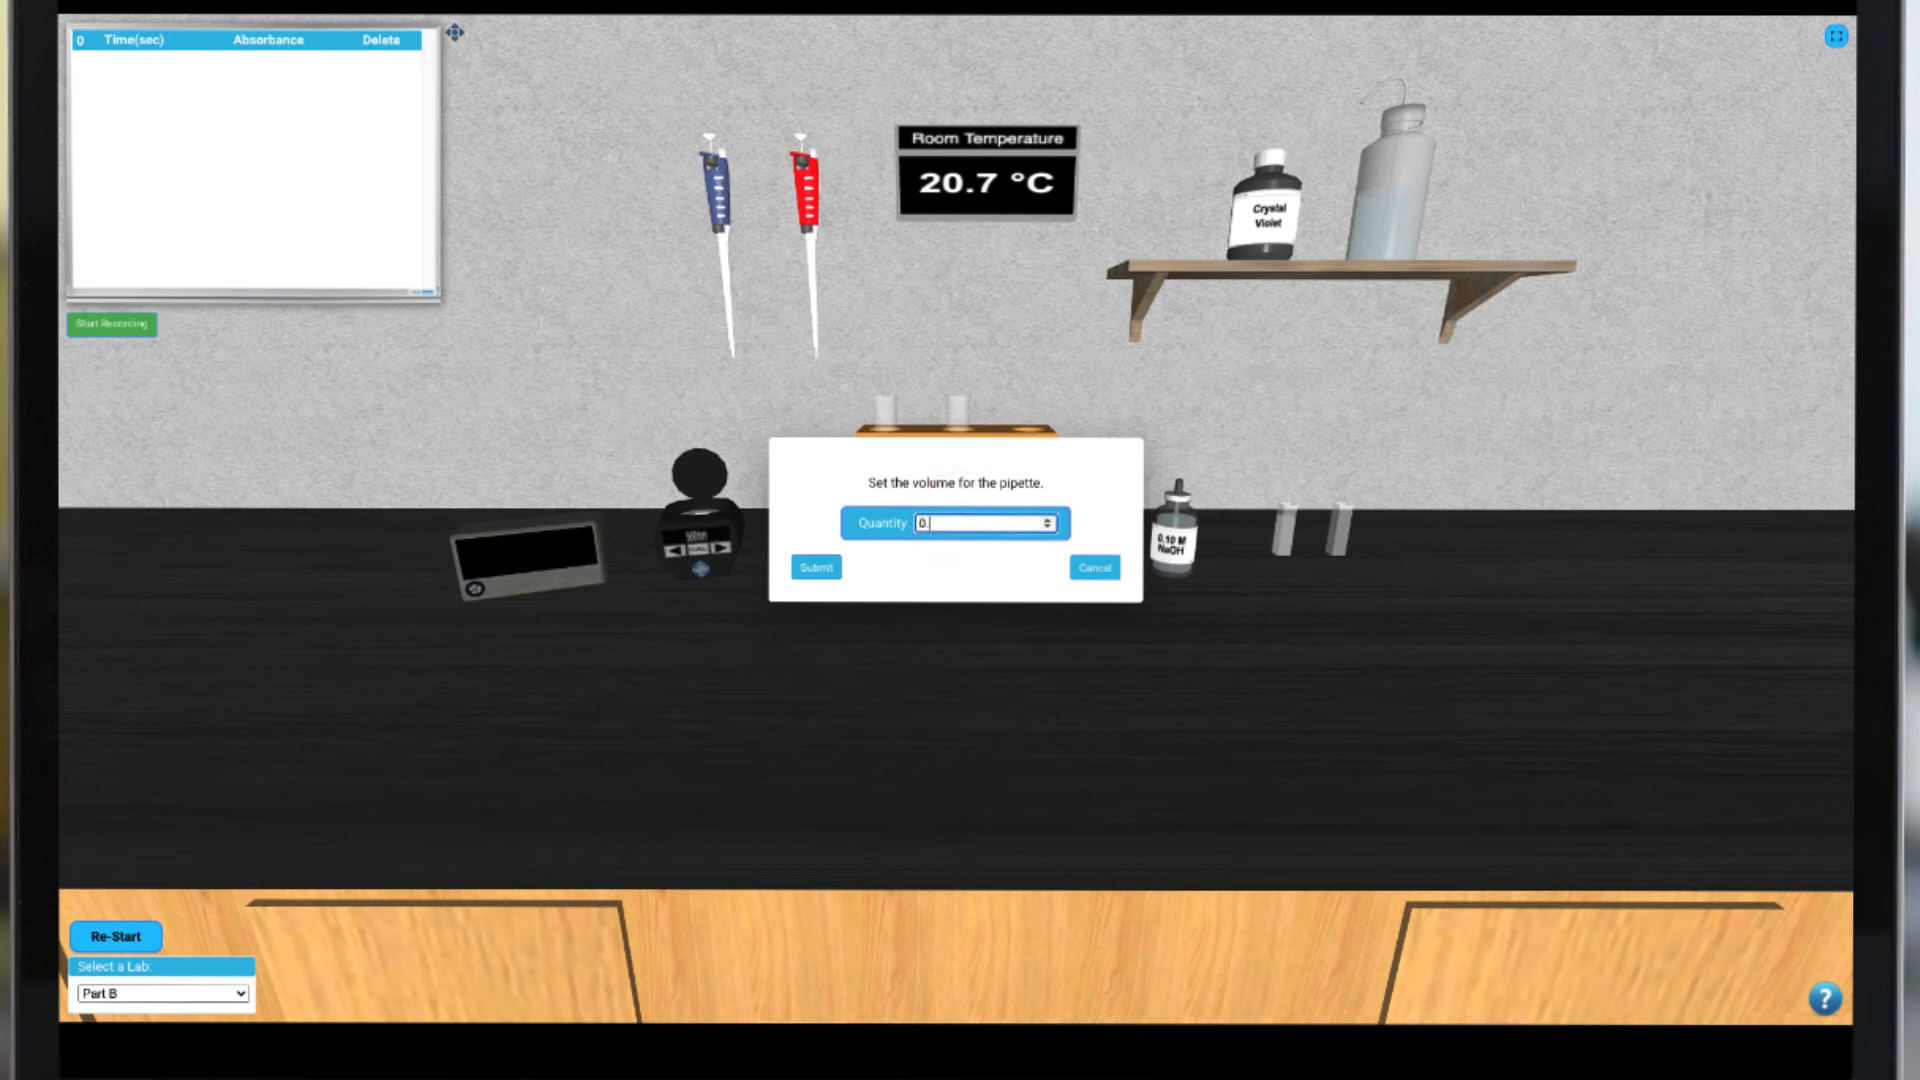 0 Time(sec) Absorbance Delete
Start Recording
Room Temperature
20.7 °C
Crystal
Violet
Set the volume for the pipette.
Quantity 0.
Submit
Cancel
0.10 M
NaOH
Re-Start
Select a Lab:
Part B
?